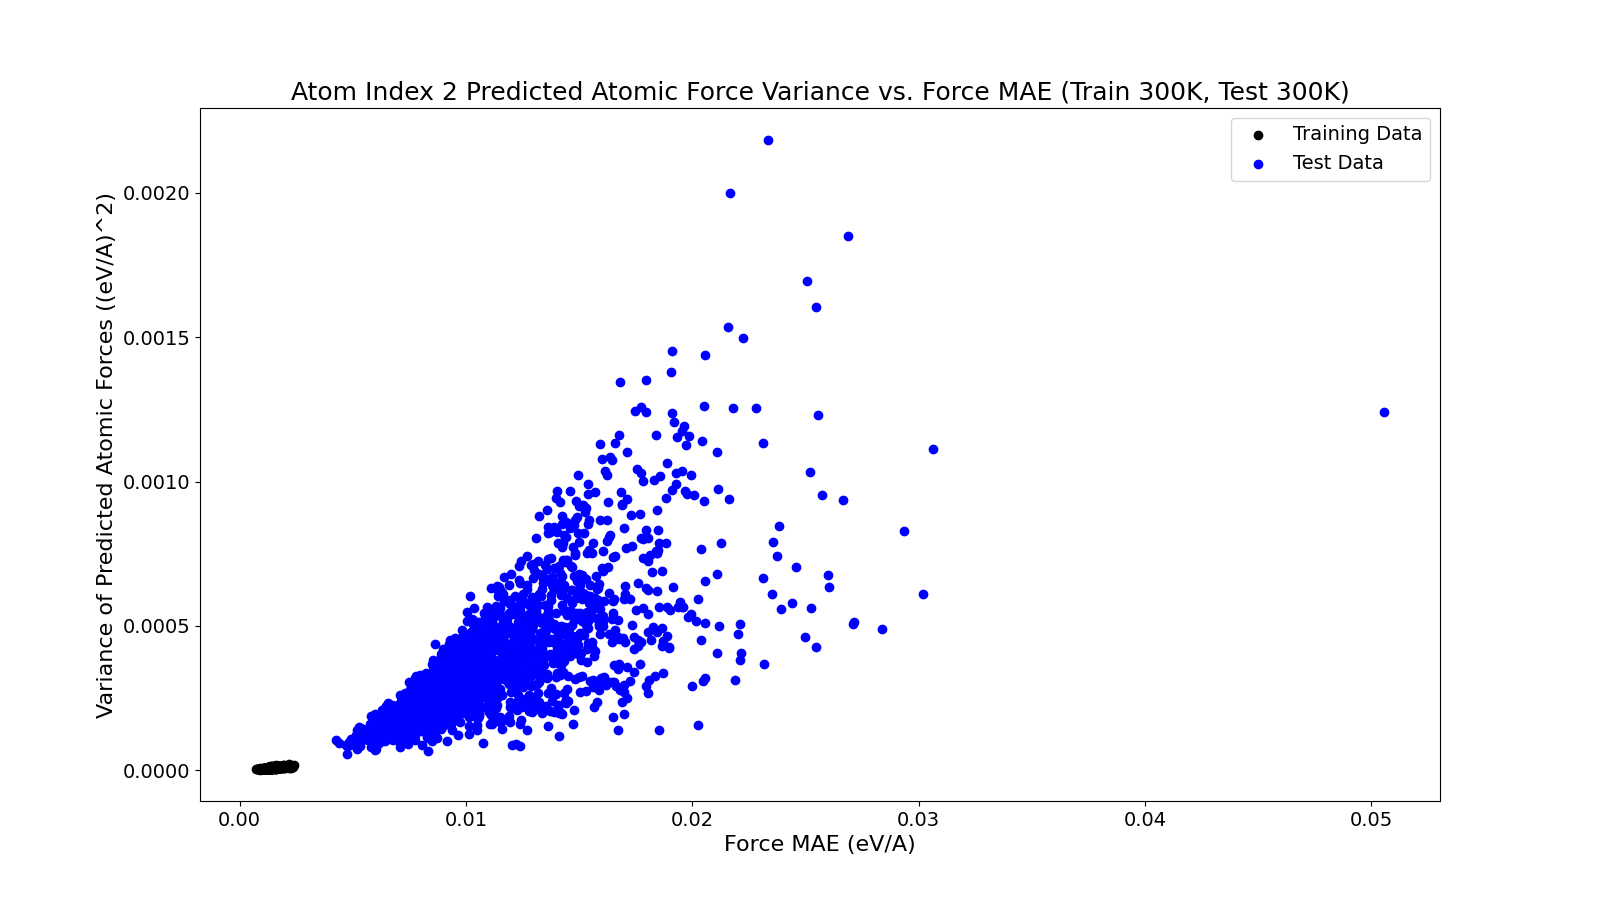 Atom Index 2 Predicted Atomic Force Variance vs. Force MAE (Train 300K, Test 300K)
Training Data
Test Data
Variance of Predicted Atomic Forces ((eV/A)^2)
0.0020
0.0015
0.0010
0.0005
0.0000
0.00 0.01 0.02 0.03 0.04 0.05
Force MAE (eV/A)